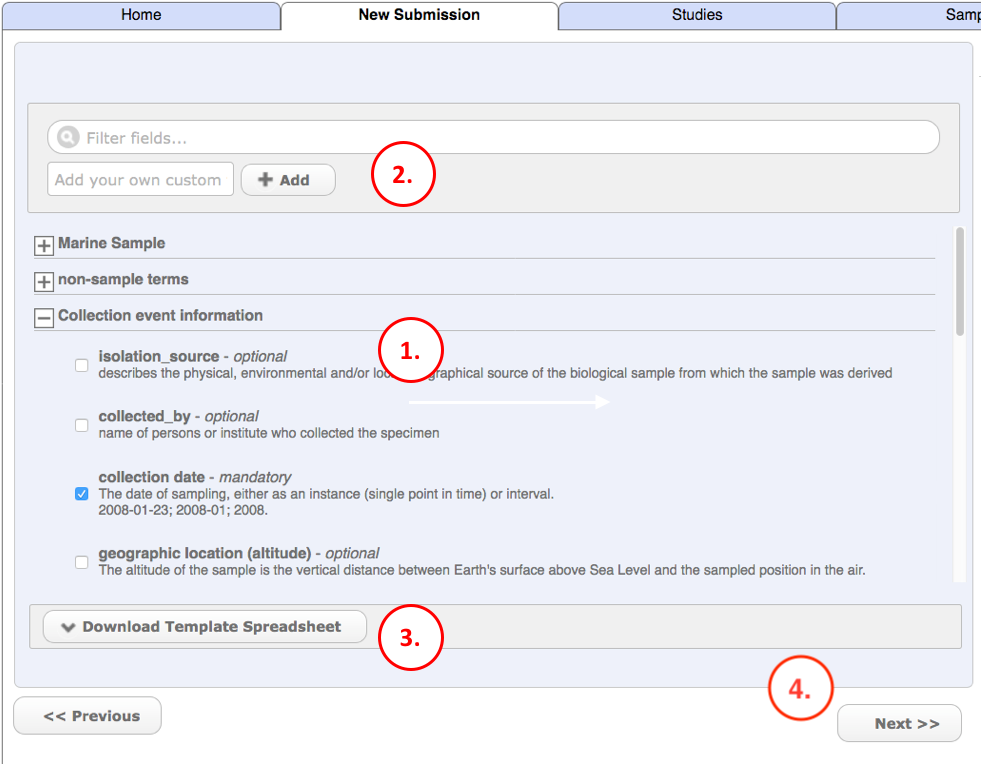 Home New Submission Studies Samp
Filter fields...
Add your own custom Add
2.
Marine Sample
non-sample terms
Collection event information
1.
isolation_source - optional
describes the physical, environmental and/or graphical source of the biological sample from which the sample was derived
collected_by - optional
name of persons or institute who collected the specimen
collection date - mandatory
The date of sampling, either as an instance (single point in time) or interval.
2008-01-23; 2008-01; 2008.
geographic location (altitude) - optional
The altitude of the sample is the vertical distance between Earth's surface above Sea Level and the sampled position in the air.
Download Template Spreadsheet
3.
4.
<< Previous
Next >>